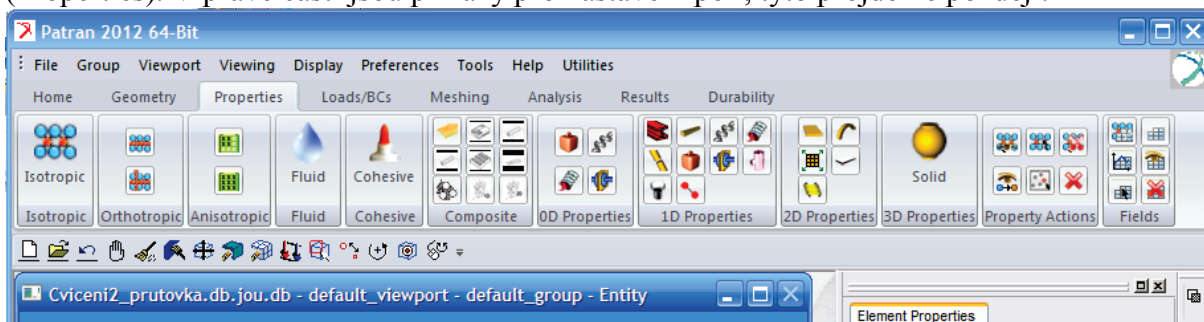 Patran 2012 64-Bit
File Group Viewport Viewing Display Preferences Tools Help Utilities
Home Geometry Properties Loads/BCs Meshing Analysis Results Durability
Isotropic Fluid Cohesive Solid
Isotropic Orthotropic Anisotropic Fluid Cohesive Composite 0D Properties 1D Properties 2D Properties 3D Properties Property Actions Fields
Cviceni2_prutovka.db.jou.db - default_viewport - default_group - Entity
Element Properties